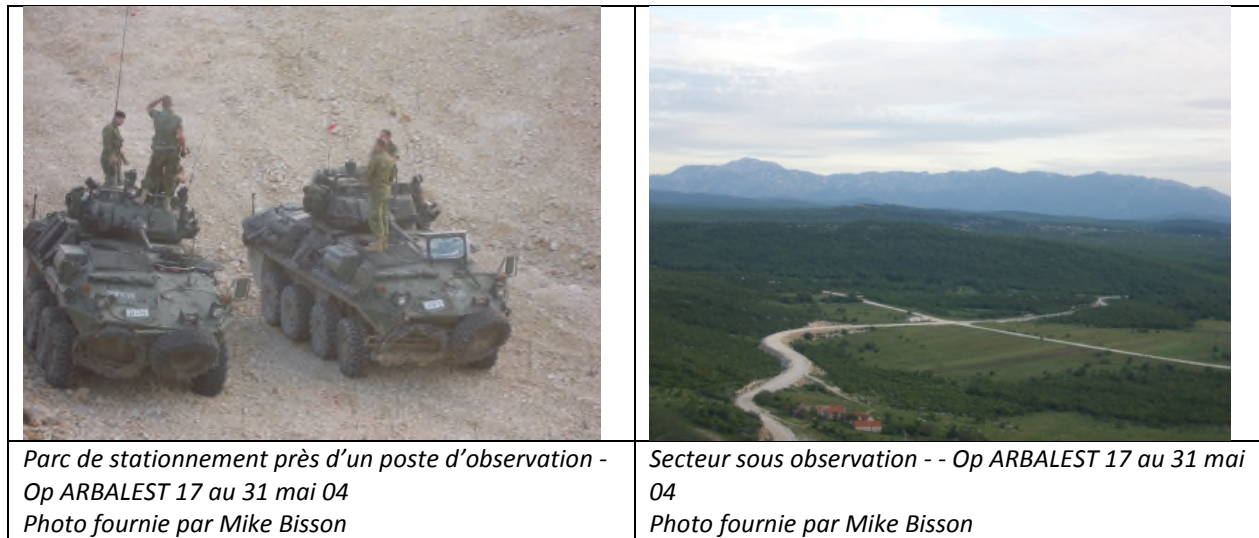 Parc de stationnement près d'un poste d'observation -
Op ARBALEST 17 au 31 mai 04
Photo fournie par Mike Bisson
Secteur sous observation - - Op ARBALEST 17 au 31 mai
04
Photo fournie par Mike Bisson